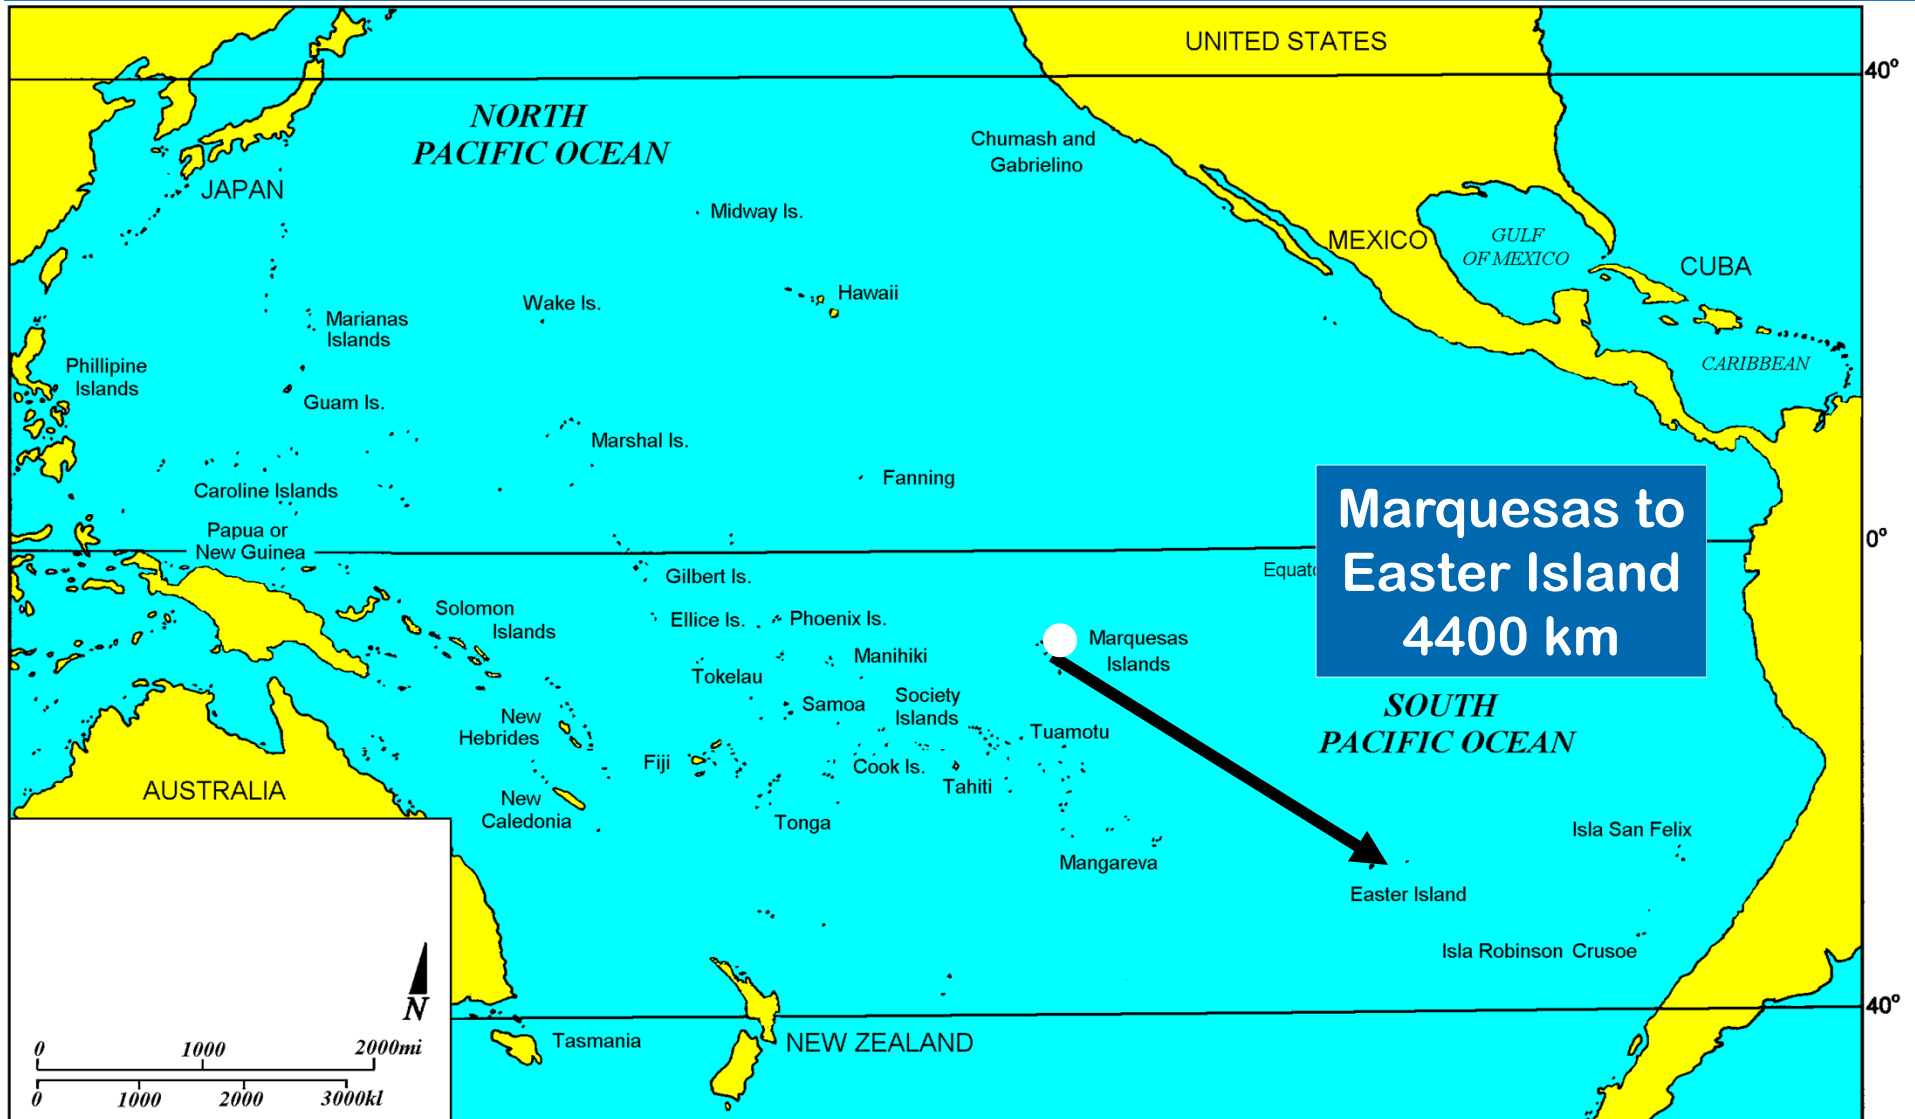 UNITED STATES
40º
NORTH
PACIFIC OCEAN
Chumash and
Gabrielino
JAPAN
Midway Is.
MEXICO
GULF
OF MEXICO
CUBA
Hawaii
Wake Is.
Marianas
Islands
Phillipine
Islands
CARIBBEAN
Guam Is.
Marshal Is.
Fanning
Caroline Islands
Papua or
New Guinea
Marquesas to
Easter Island
4400 km
0º
Equato
Gilbert Is.
Solomon
Islands
Ellice Is.
Phoenix Is.
Marquesas
Islands
Manihiki
Tokelau
Society
Islands
Samoa
New
Hebrides
Tuamotu
SOUTH
PACIFIC OCEAN
Fiji
Cook Is.
Tahiti
AUSTRALIA
New
Caledonia
Tonga
Isla San Felix
Mangareva
Easter Island
Isla Robinson Crusoe
N
40º
Tasmania
NEW ZEALAND
0 1000 2000mi
0 1000 2000 3000kl